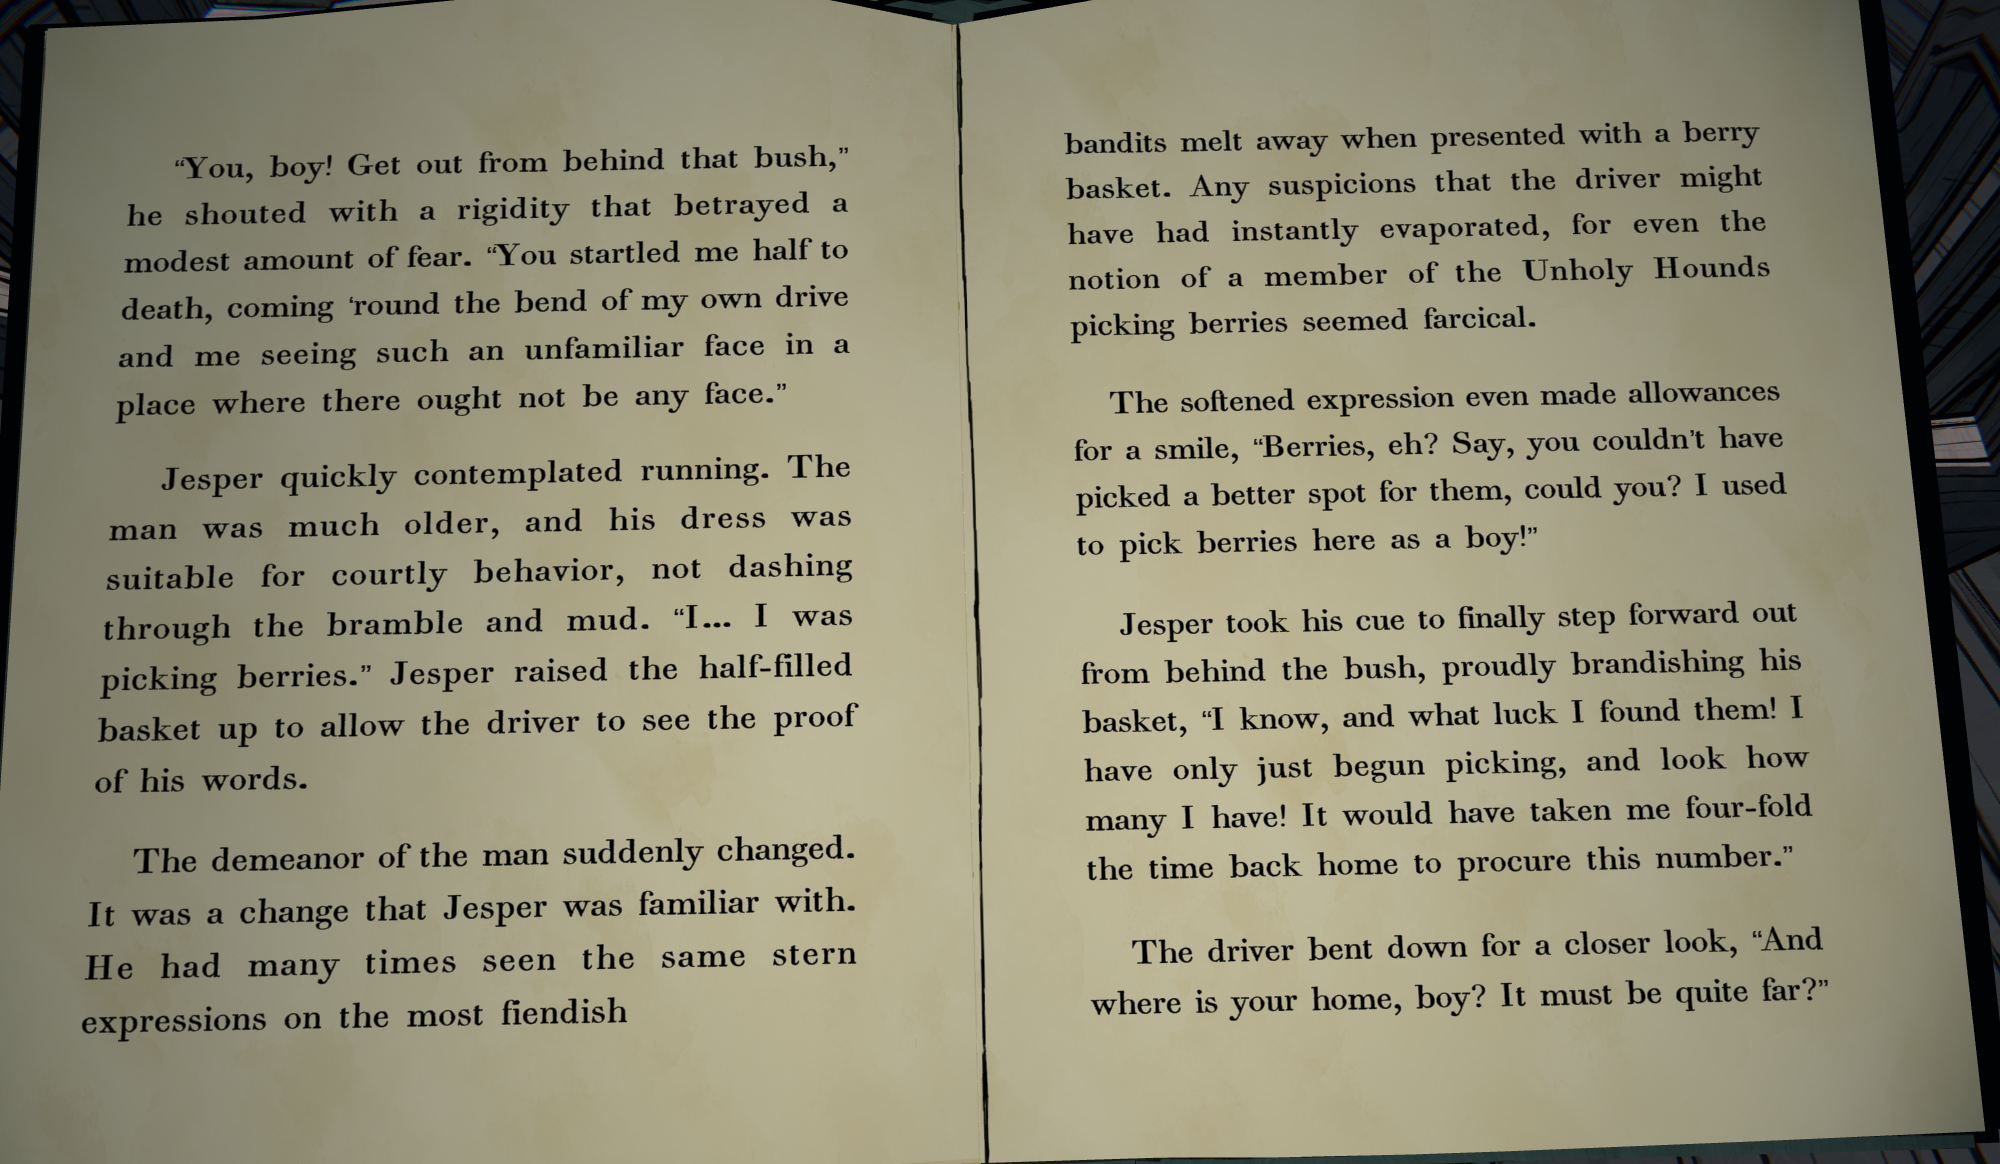 “You, boy! Get out from behind that bush,”
he shouted with a rigidity that betrayed a
modest amount of fear. “You startled me half to
death, coming ‘round the bend of my own drive
and me seeing such an unfamiliar face in a
place where there ought not be any face.”
Jesper quickly contemplated running. The
man was much older, and his dress was
suitable for courtly behavior, not dashing
through the bramble and mud. “I... I was
picking berries.” Jesper raised the half-filled
basket up to allow the driver to see the proof
of his words.
The demeanor of the man suddenly changed.
It was a change that Jesper was familiar with.
He had many times seen the same stern
expressions on the most fiendish
bandits melt away when presented with a berry
basket. Any suspicions that the driver might
have had instantly evaporated, for even the
notion of a member of the Unholy Hounds
picking berries seemed farcical.
The softened expression even made allowances
for a smile, “Berries, eh? Say, you couldn’t have
picked a better spot for them, could you? I used
to pick berries here as a boy!”
Jesper took his cue to finally step forward out
from behind the bush, proudly brandishing his
basket, “I know, and what luck I found them! I
have only just begun picking, and look how
many I have! It would have taken me four-fold
the time back home to procure this number.”
The driver bent down for a closer look, “And
where is your home, boy? It must be quite far?”